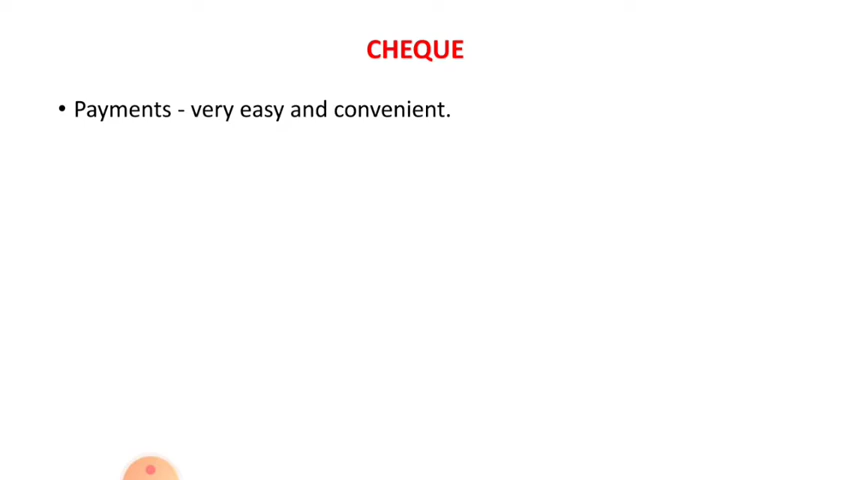 CHEQUE
• Payments - very easy and convenient.